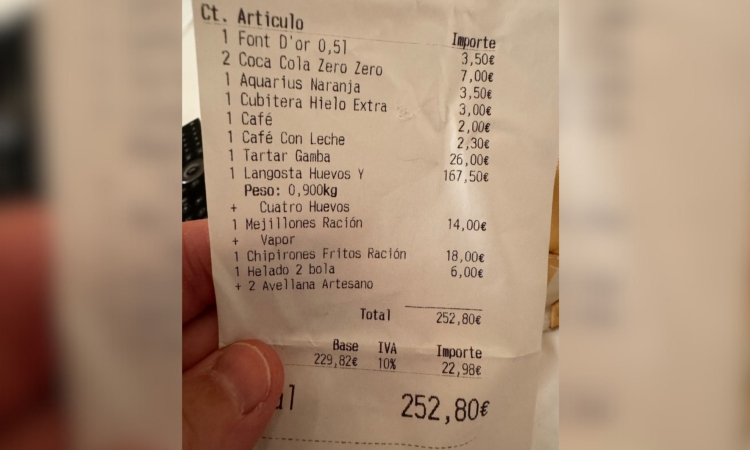 Ct. Artículo Importe
1 Font D'or 0,5l 3,50€
2 Coca Cola Zero Zero 7,00€
1 Aquarius Naranja 3,50€
1 Cubitera Hielo Extra 3,00€
1 Café 2,00€
1 Café Con Leche 2,30€
1 Tartar Gamba 26,00€
1 Langosta Huevos Y 167,50€
Peso: 0,900kg
+ Cuatro Huevos
1 Mejillones Ración 14,00€
+ Vapor
1 Chipirones Fritos Ración 18,00€
1 Helado 2 bola 6,00€
+ 2 Avellana Artesano
Total 252,80€
Base IVA Importe
229,82€ 10% 22,98€
252,80€